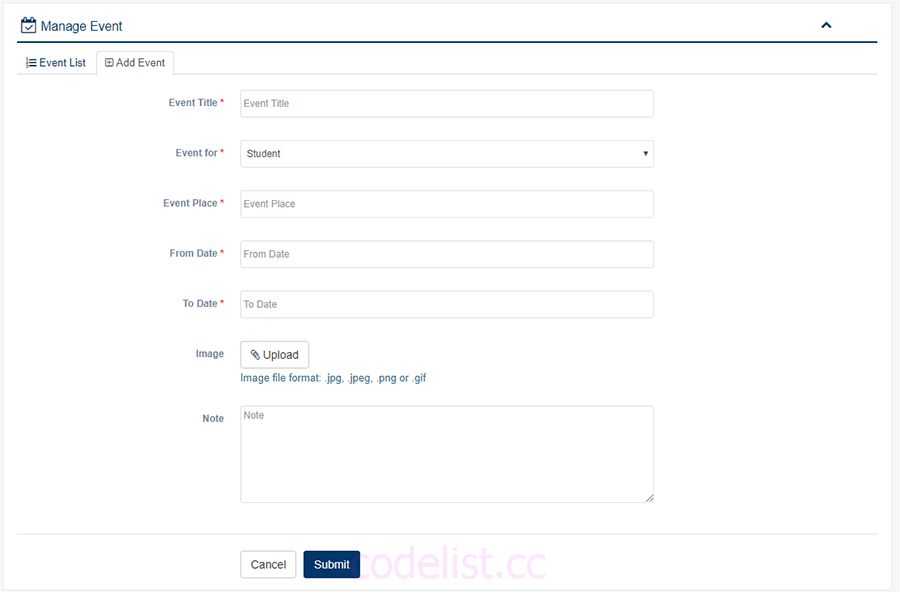 Manage Event
Event List
Add Event
Event Title *
Event Title
Event for *
Student
Event Place *
Event Place
From Date *
From Date
To Date *
To Date
Image
Upload
Image file format: .jpg, .jpeg, .png or .gif
Note
Note
Cancel
Submit
codelist.cc